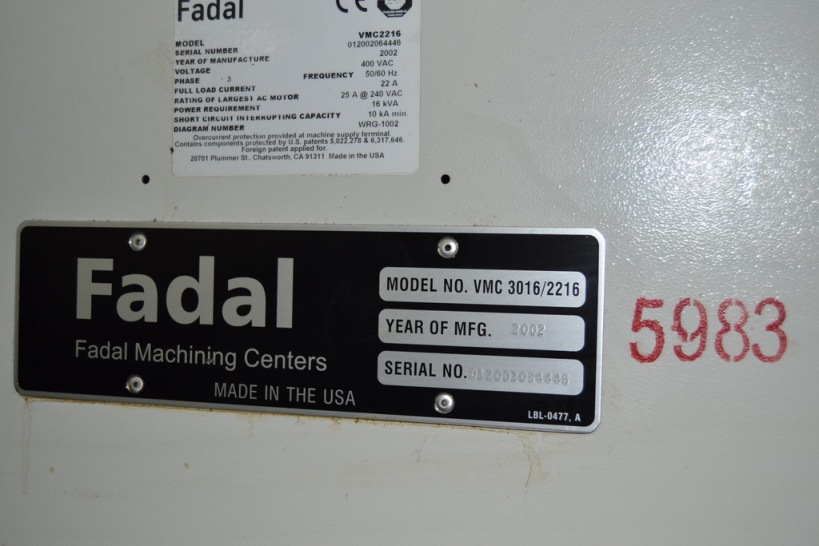 Fadal
CE
MODEL VMC2216
SERIAL NUMBER 012002064446
YEAR OF MANUFACTURE 2002
VOLTAGE 400 VAC
PHASE 3 FREQUENCY 50/60 Hz
FULL LOAD CURRENT 22 A
RATING OF LARGEST AC MOTOR 25 A @ 240 VAC
POWER REQUIREMENT 16 kVA
SHORT CIRCUIT INTERRUPTING CAPACITY 10 kA min.
DIAGRAM NUMBER WRG-1002
Overcurrent protection provided at machine supply terminal
Contains components protected by U.S. patents 5,022,278 & 6,317,646.
Foreign patent applied for.
20701 Plummer St., Chatsworth, CA 91311 Made in the USA
Fadal
Fadal Machining Centers
MADE IN THE USA
MODEL NO. VMC 3016/2216
YEAR OF MFG. 2002
SERIAL NO. 012002064446
LBL-0477, A
5983